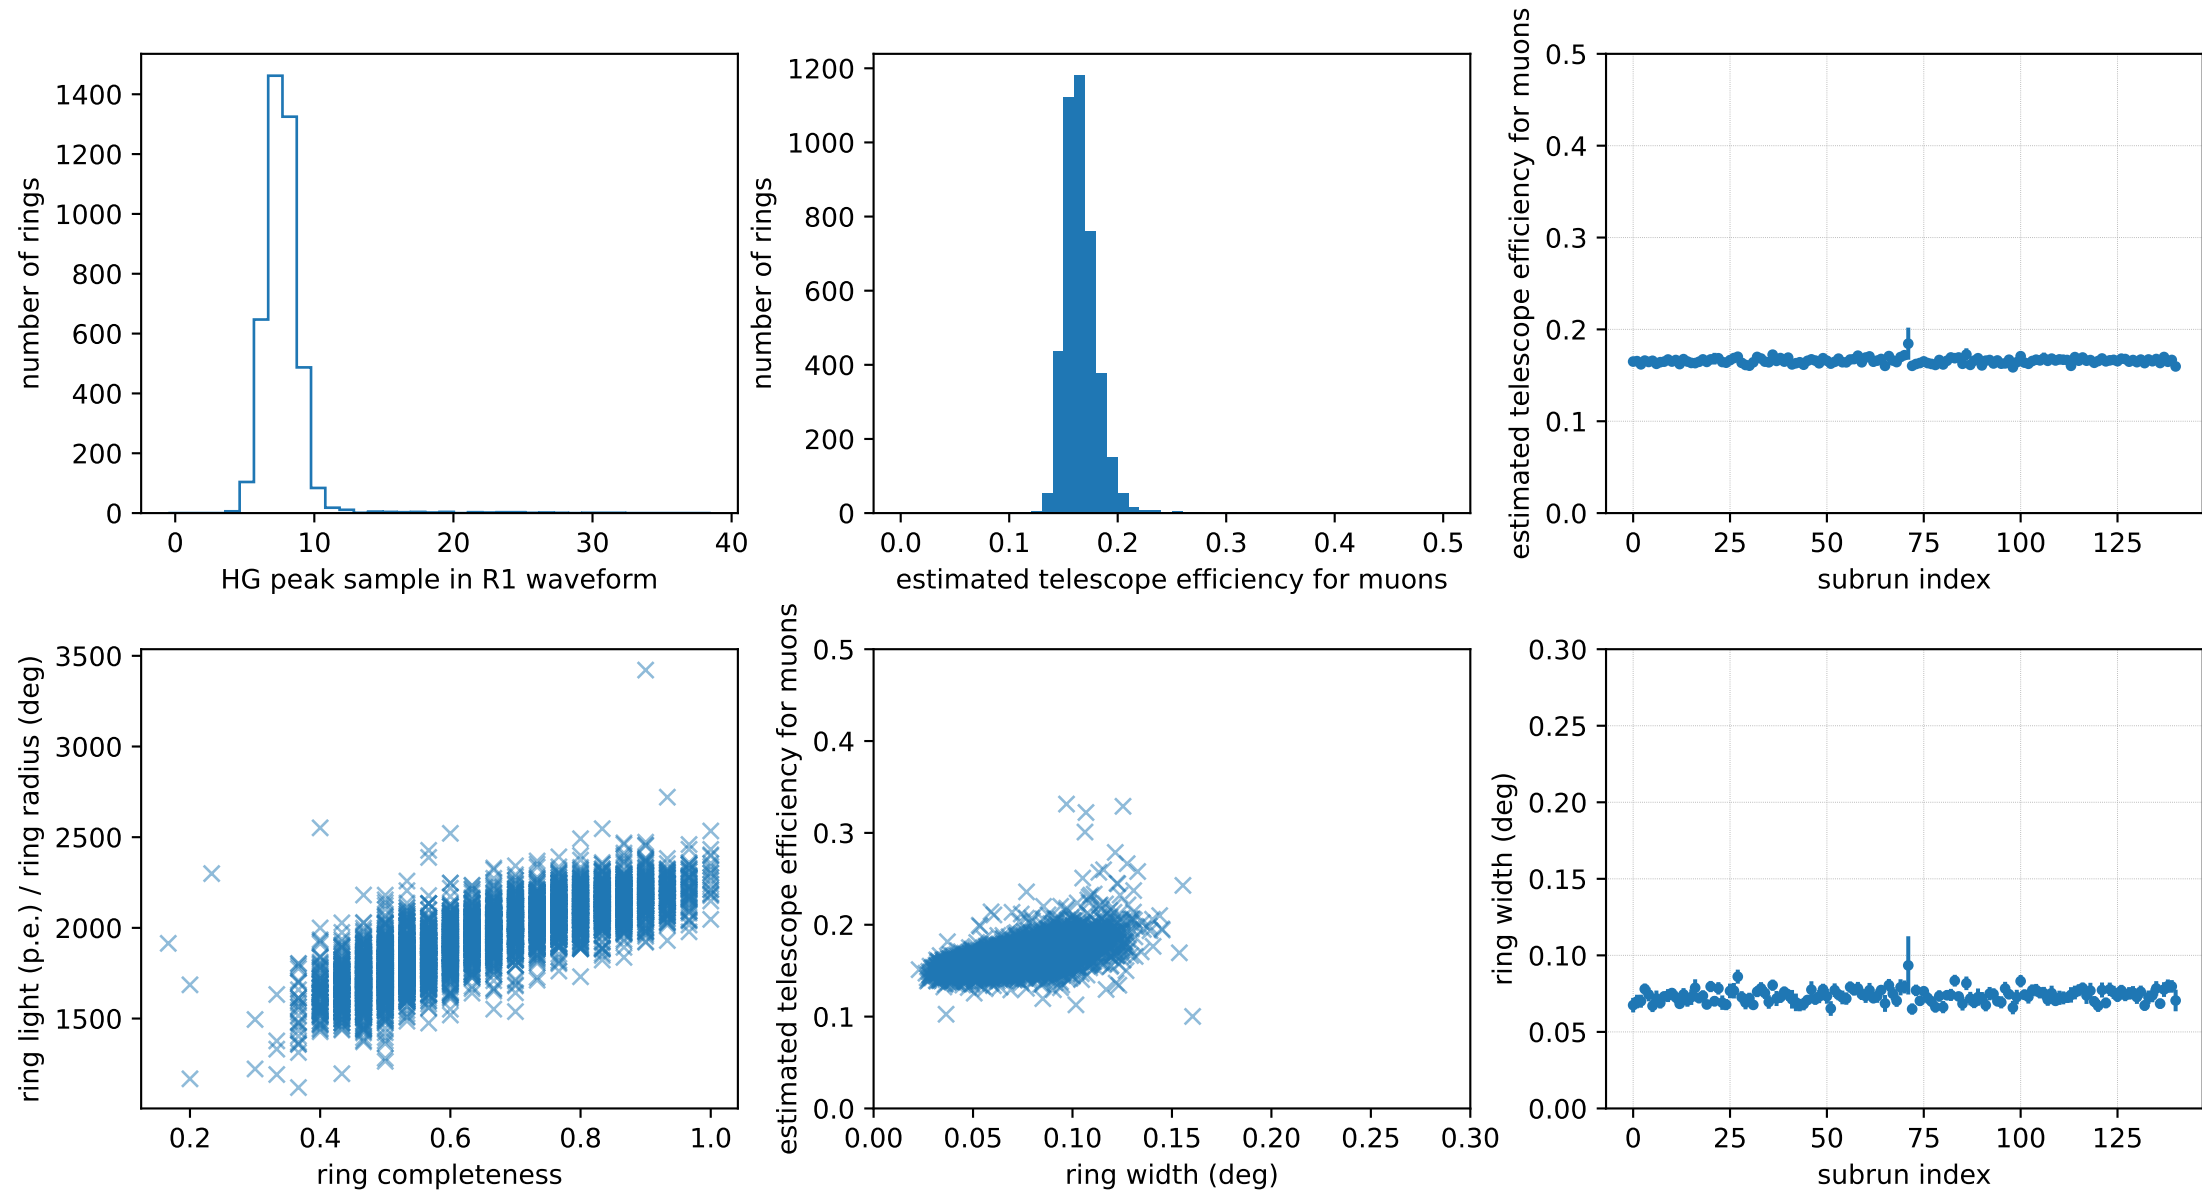 number of rings
1400
1200
1000
800
600
400
200
0
0 10 20 30 40
HG peak sample in R1 waveform
number of rings
1200
1000
800
600
400
200
0
0.0 0.1 0.2 0.3 0.4 0.5
estimated telescope efficiency for muons
estimated telescope efficiency for muons
0.5
0.4
0.3
0.2
0.1
0.0
0 25 50 75 100 125
subrun index
ring light (p.e.) / ring radius (deg)
3500
3000
2500
2000
1500
0.2 0.4 0.6 0.8 1.0
ring completeness
estimated telescope efficiency for muons
0.5
0.4
0.3
0.2
0.1
0.0
0.00 0.05 0.10 0.15 0.20 0.25 0.30
ring width (deg)
ring width (deg)
0.30
0.25
0.20
0.15
0.10
0.05
0.00
0 25 50 75 100 125
subrun index